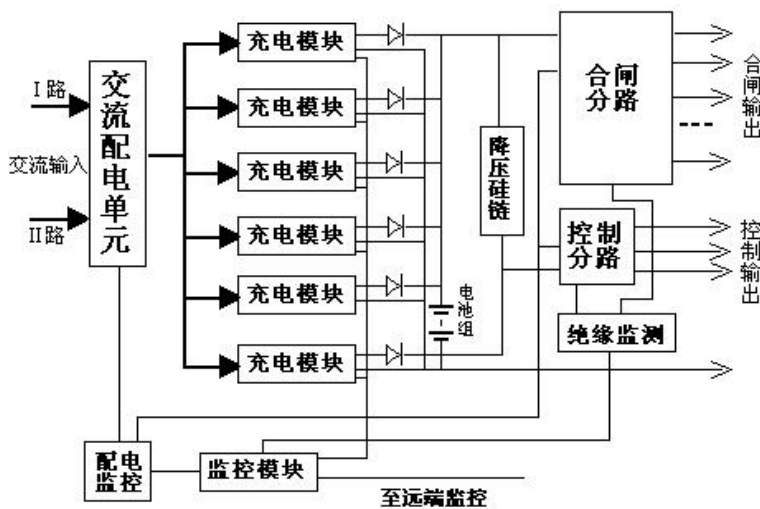 I 路
交流输入
II 路
交流配电单元
充电模块
充电模块
充电模块
充电模块
充电模块
充电模块
电池组
降压硅链
合闸
分路
合闸输出
控制
分路
控制输出
绝缘监测
配电
监控
监控模块
至远端监控